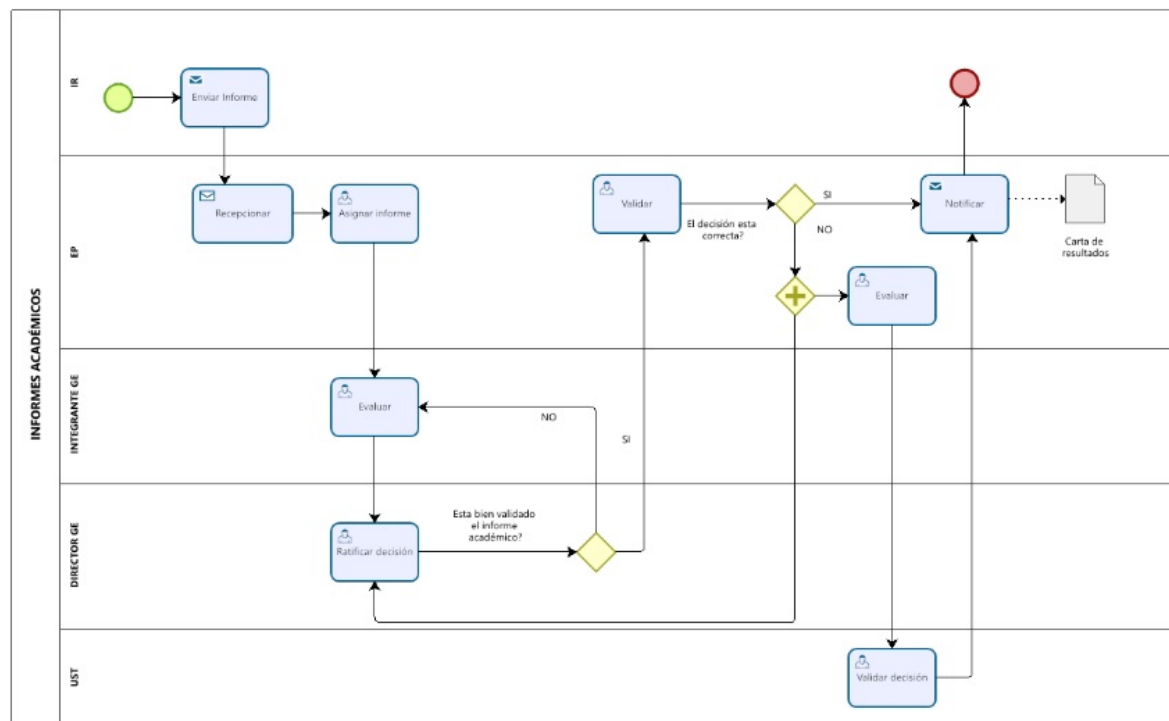 INFORMES ACADÉMICOS
IR
Enviar Informe
EP
Recepcionar
Asignar informe
Validar
El decisión esta
correcta?
SI
NO
Notificar
Carta de
resultados
Evaluar
INTEGRANTE GE
Evaluar
NO
SI
DIRECTOR GE
Ratificar decisión
Esta bien validado
el informe
académico?
UST
Validar decisión